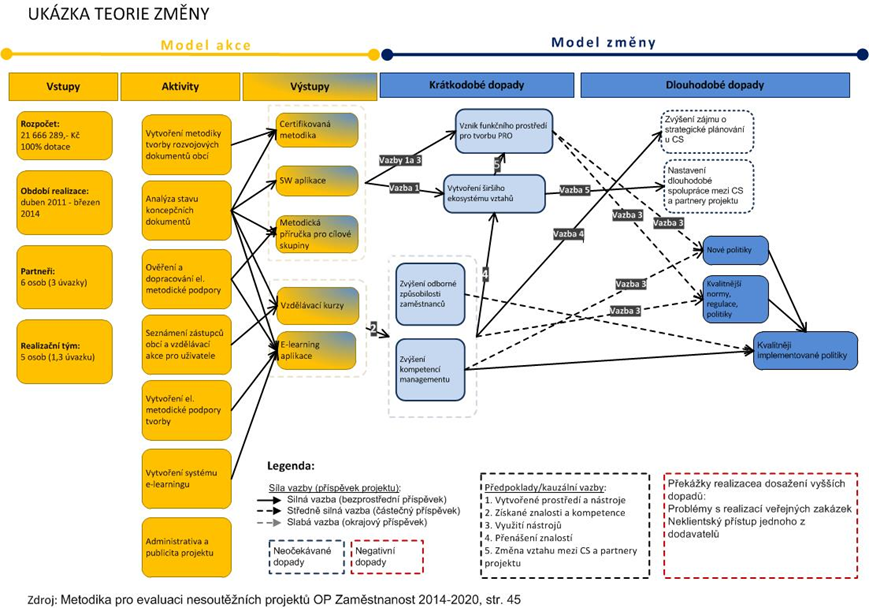 UKÁZKA TEORIE ZMĚNY
Model akce
Model změny
Vstupy
Aktivity
Výstupy
Krátkodobé dopady
Dlouhodobé dopady
Rozpočet:
21 666 289,- Kč
100% dotace
Období realizace:
duben 2011 - březen
2014
Partneři:
6 osob (3 úvazky)
Realizační tým:
5 osob (1,3 úvazku)
Vytvoření metodiky
tvorby rozvojových
dokumentů obcí
Analýza stavu
koncepčních
dokumentů
Ověření a
dopracování el.
metodické podpory
Seznámení zástupců
obcí a vzdělávací
akce pro uživatele
Vytvoření el.
metodické podpory
tvorby
Vytvoření systému
e-learningu
Administrativa a
publicita projektu
Certifikovaná
metodika
SW aplikace
Metodická
příručka pro cílové
skupiny
Vzdělávací kurzy
E-learning
aplikace
Vazby 1a 3
Vazba 1
2
Vznik funkčního prostředí
pro tvorbu PRO
5
Vytvoření širšího
ekosystému vztahů
4
Zvýšení odborné
způsobilosti
zaměstnanců
Zvýšení
kompetencí
managementu
Vazba 5
Vazba 4
Vazba 3
Vazba 3
Vazba 3
Vazba 3
Zvýšení zájmu o
strategické plánování
u CS
Nastavení
dlouhodobé
spolupráce mezi CS
a partnery projektu
Nové politiky
Kvalitnější
normy,
regulace,
politiky
Kvalitněji
implementované politiky
Legenda:
Síla vazby (příspěvek projektu):
Silná vazba (bezprostřední příspěvek)
Středně silná vazba (částečný příspěvek)
Slabá vazba (okrajový příspěvek)
Neočekávané
dopady
Negativní
dopady
Předpoklady/kauzální vazby:
1. Vytvořené prostředí a nástroje
2. Získané znalosti a kompetence
3. Využití nástrojů
4. Přenášení znalostí
5. Změna vztahu mezi CS a partnery
projektu
Překážky realizacea dosažení vyšších
dopadů:
Problémy s realizací veřejných zakázek
Neklientský přístup jednoho z
dodavatelů
Zdroj: Metodika pro evaluaci nesoutěžních projektů OP Zaměstnanost 2014-2020, str. 45